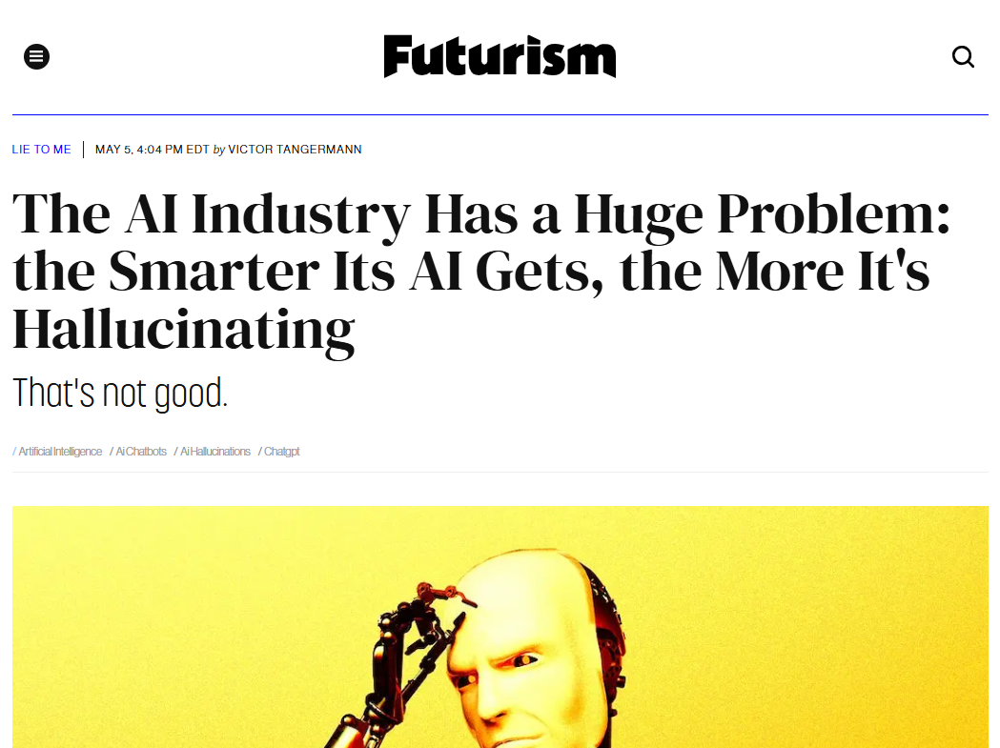 Futurism
LIE TO ME | MAY 5, 4:04 PM EDT by VICTOR TANGERMANN
The AI Industry Has a Huge Problem:
the Smarter Its AI Gets, the More It's
Hallucinating
That's not good.
/ Artificial Intelligence / Ai Chatbots / Ai Hallucinations / Chatgpt